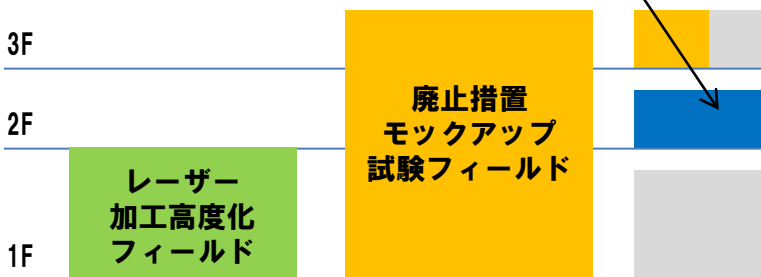 3F
廃止措置
モックアップ
試験フィールド
2F
レーザー
加工高度化
フィールド
1F